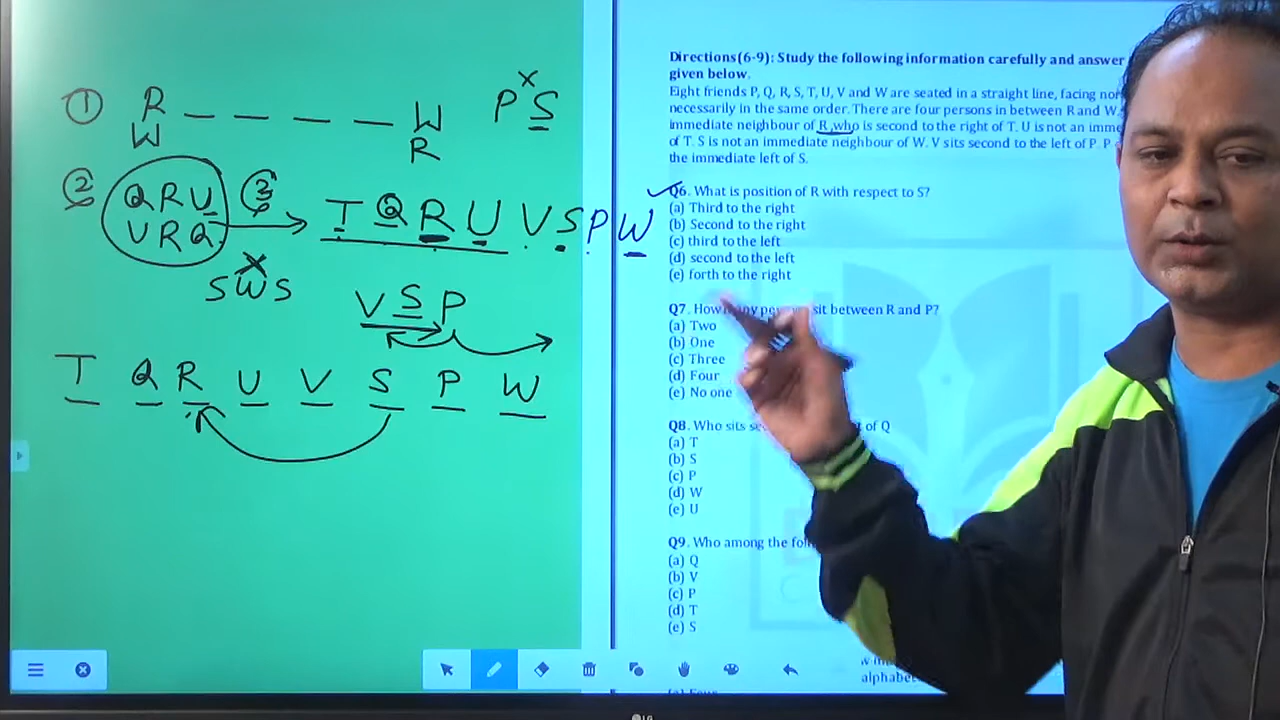 ① R _ _ _ _ W
W R
P S
×
② Q R U
V R Q
③ → T Q R U V S P W
S W S
V S P
T Q R U V S P W
Directions(6-9): Study the following information carefully and answer
given below.
Eight friends P, Q, R, S, T, U, V and W are seated in a straight line, facing nor
necessarily in the same order. There are four persons in between R and W.
immediate neighbour of R who is second to the right of T. U is not an imme
of T. S is not an immediate neighbour of W. V sits second to the left of P. P
the immediate left of S.
Q6. What is position of R with respect to S?
(a) Third to the right
(b) Second to the right
(c) third to the left
(d) second to the left
(e) forth to the right
Q7. How many sit between R and P?
(a) Two
(b) One
(c) Three
(d) Four
(e) No one
Q8. Who sits of Q
(a) T
(b) S
(c) P
(d) W
(e) U
Q9. Who among the
(a) Q
(b) V
(c) P
(d) T
(e) S
alphabe
LG